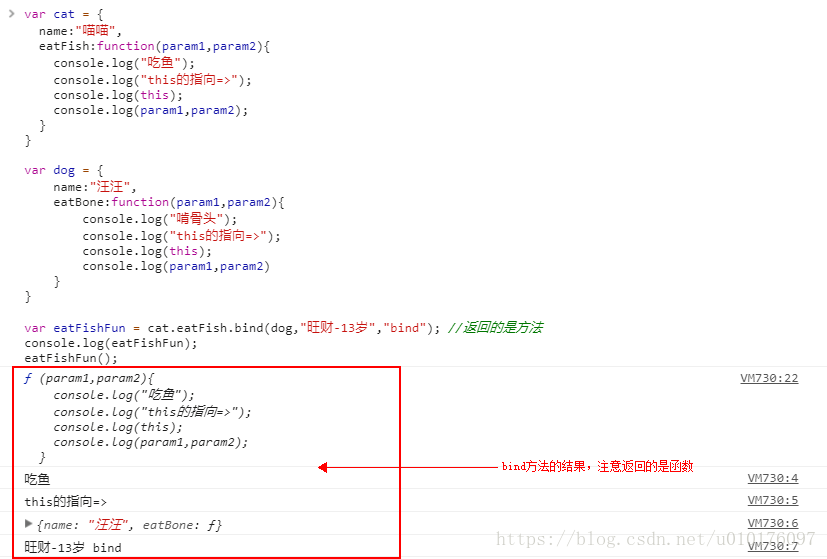 var cat = {
  name:"喵喵",
  eatFish:function(param1,param2){
    console.log("吃鱼");
    console.log("this的指向=>");
    console.log(this);
    console.log(param1,param2);
  }
}
var dog = {
    name:"汪汪",
    eatBone:function(param1,param2){
        console.log("啃骨头");
        console.log("this的指向=>");
        console.log(this);
        console.log(param1,param2)
    }
}
var eatFishFun = cat.eatFish.bind(dog,"旺财-13岁","bind"); //返回的是方法
console.log(eatFishFun);
eatFishFun();
ƒ (param1,param2){ VM730:22
    console.log("吃鱼");
    console.log("this的指向=>");
    console.log(this);
    console.log(param1,param2);
  }
bind方法的结果，注意返回的是函数
吃鱼 VM730:4
this的指向=> VM730:5
{name: "汪汪", eatBone: ƒ} VM730:6
https://blog.csdn.net/u010176097
旺财-13岁 bind VM730:7